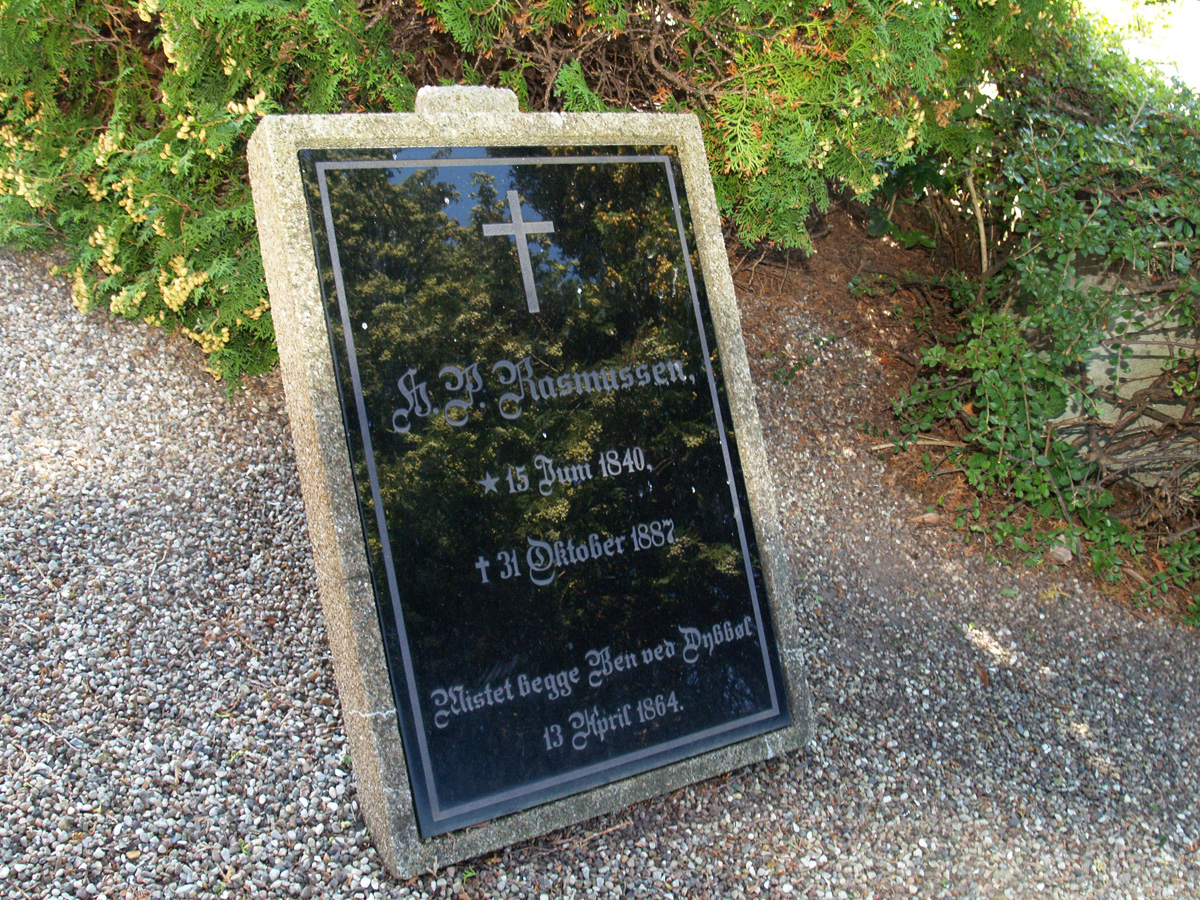 H. P. Rasmussen,
★ 15 Juni 1840,
✝ 31 Oktober 1887.
Mistet begge Ben ved Dybbøl
13 April 1864.